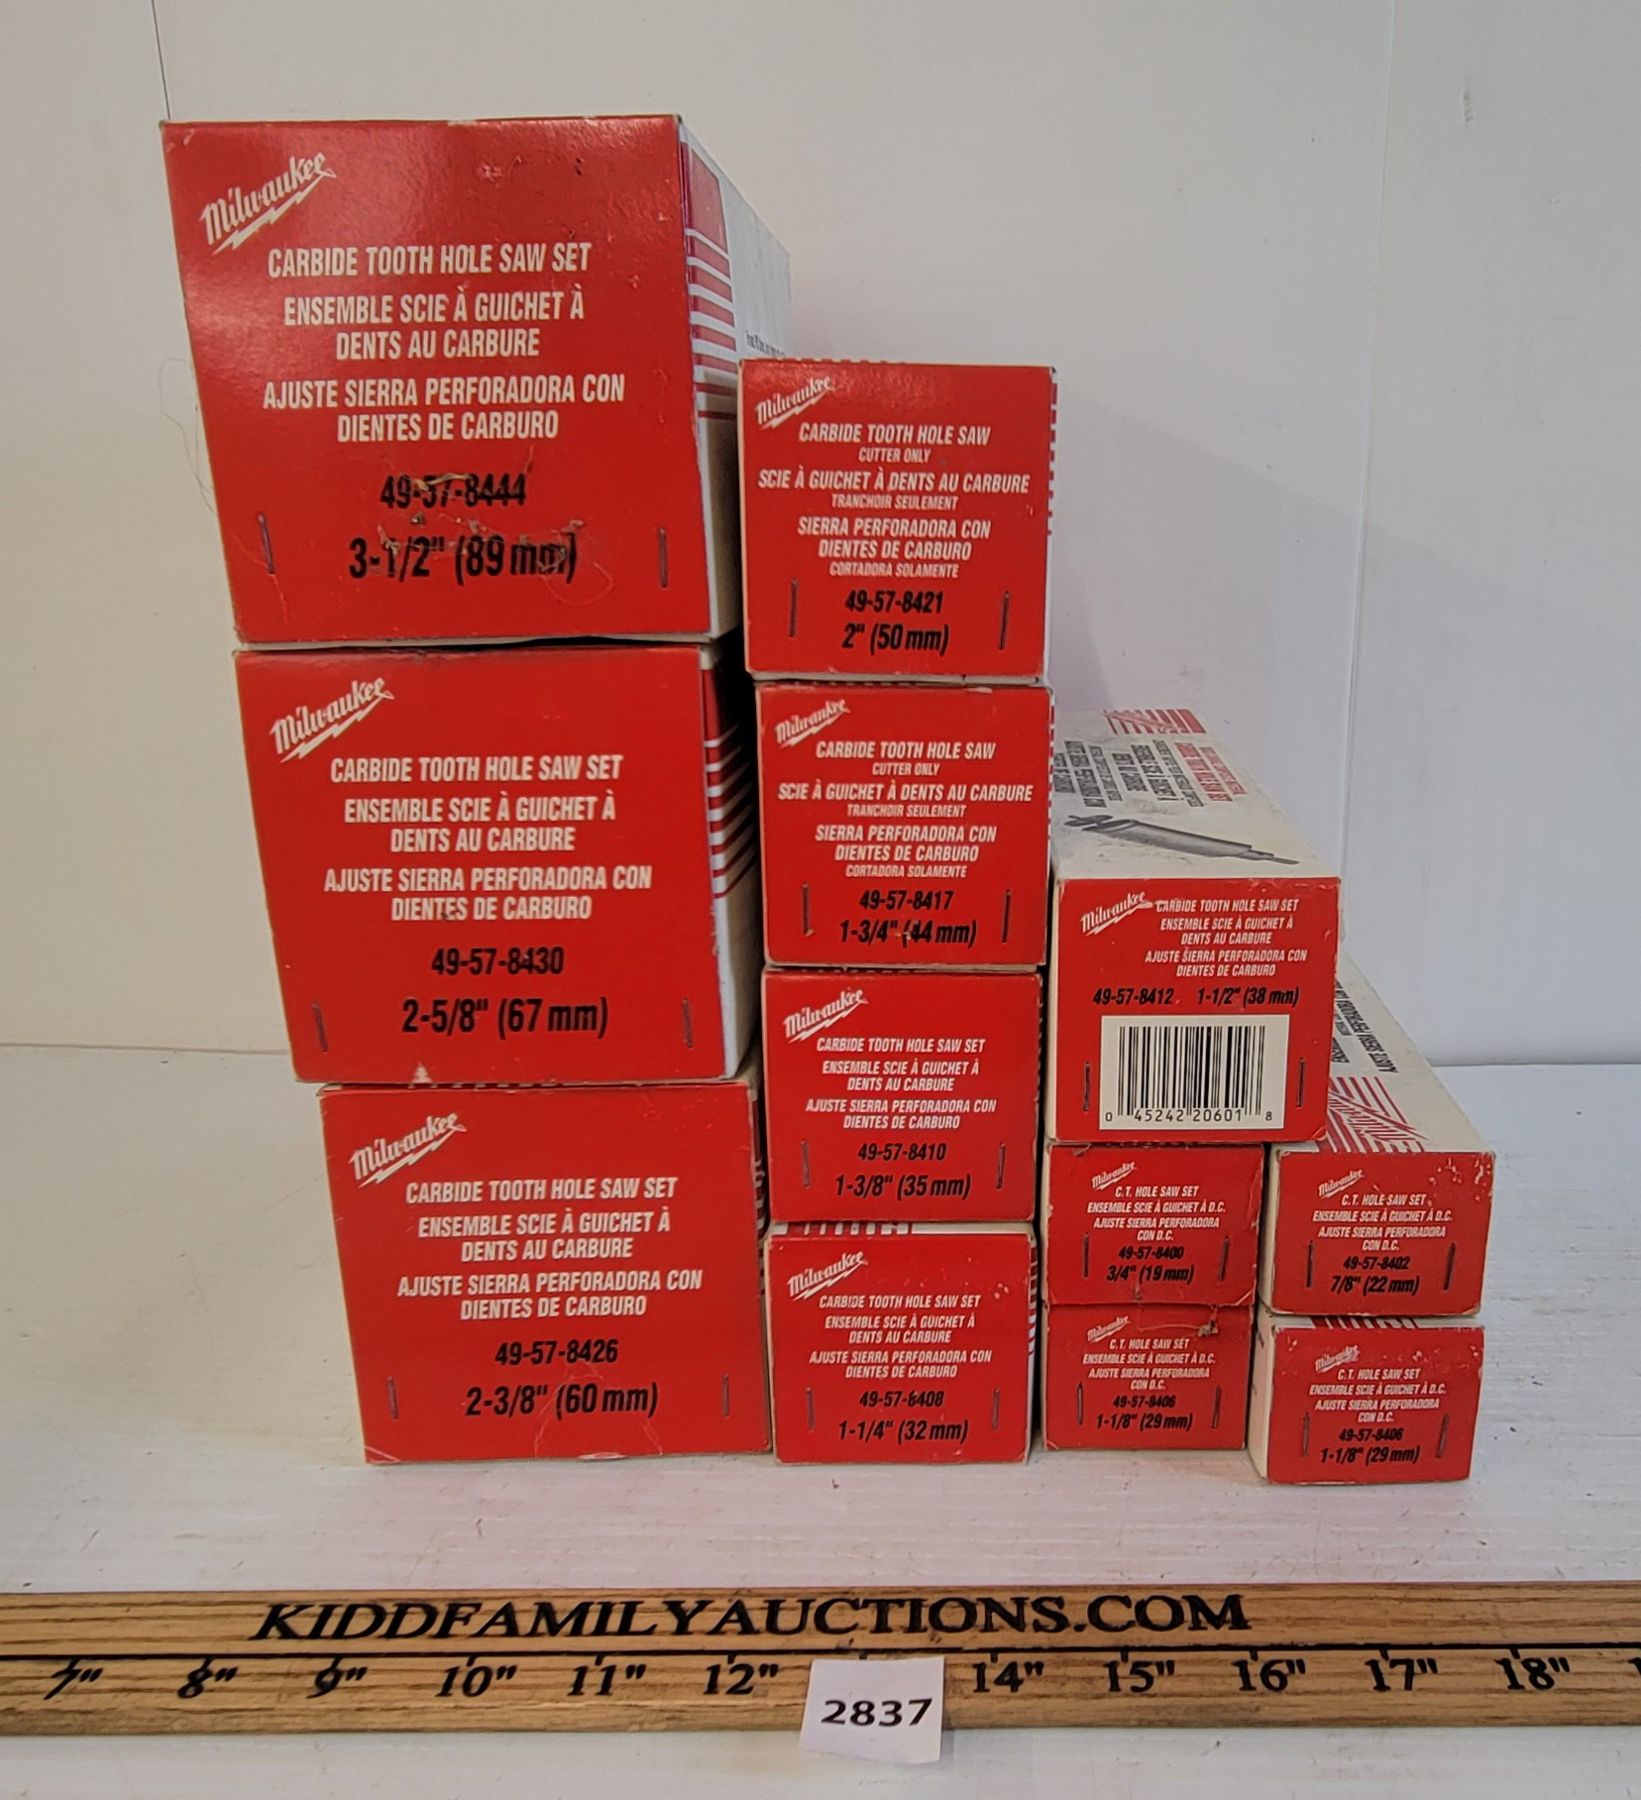 Milwaukee
CARBIDE TOOTH HOLE SAW SET
ENSEMBLE SCIE À GUICHET À
DENTS AU CARBURE
AJUSTE SIERRA PERFORADORA CON
DIENTES DE CARBURO
49-57-8444
3-1/2" (89 mm)
Milwaukee
CARBIDE TOOTH HOLE SAW SET
ENSEMBLE SCIE À GUICHET À
DENTS AU CARBURE
AJUSTE SIERRA PERFORADORA CON
DIENTES DE CARBURO
49-57-8430
2-5/8" (67 mm)
Milwaukee
CARBIDE TOOTH HOLE SAW SET
ENSEMBLE SCIE À GUICHET À
DENTS AU CARBURE
AJUSTE SIERRA PERFORADORA CON
DIENTES DE CARBURO
49-57-8426
2-3/8" (60 mm)
Milwaukee
CARBIDE TOOTH HOLE SAW
CUTTER ONLY
SCIE À GUICHET À DENTS AU CARBURE
TRANCHOIR SEULEMENT
SIERRA PERFORADORA CON
DIENTES DE CARBURO
CORTADORA SOLAMENTE
49-57-8421
2" (50 mm)
Milwaukee
CARBIDE TOOTH HOLE SAW
CUTTER ONLY
SCIE À GUICHET À DENTS AU CARBURE
TRANCHOIR SEULEMENT
SIERRA PERFORADORA CON
DIENTES DE CARBURO
CORTADORA SOLAMENTE
49-57-8417
1-3/4" (44 mm)
Milwaukee
CARBIDE TOOTH HOLE SAW SET
ENSEMBLE SCIE À GUICHET À
DENTS AU CARBURE
AJUSTE SIERRA PERFORADORA CON
DIENTES DE CARBURO
49-57-8410
1-3/8" (35 mm)
Milwaukee
CARBIDE TOOTH HOLE SAW SET
ENSEMBLE SCIE À GUICHET À
DENTS AU CARBURE
AJUSTE SIERRA PERFORADORA CON
DIENTES DE CARBURO
49-57-8408
1-1/4" (32 mm)
Milwaukee
CARBIDE TOOTH HOLE SAW SET
ENSEMBLE SCIE À GUICHET À
DENTS AU CARBURE
AJUSTE SIERRA PERFORADORA CON
DIENTES DE CARBURO
49-57-8412 1-1/2" (38 mm)
0 45242 20601 8
Milwaukee
C.T. HOLE SAW SET
ENSEMBLE SCIE À GUICHET À D.C.
AJUSTE SIERRA PERFORADORA
CON D.C.
49-57-8400
3/4" (19 mm)
Milwaukee
C.T. HOLE SAW SET
ENSEMBLE SCIE À GUICHET À D.C.
AJUSTE SIERRA PERFORADORA
CON D.C.
49-57-8402
7/8" (22 mm)
Milwaukee
C.T. HOLE SAW SET
ENSEMBLE SCIE À GUICHET À D.C.
AJUSTE SIERRA PERFORADORA
CON D.C.
49-57-8406
1-1/8" (29 mm)
Milwaukee
C.T. HOLE SAW SET
ENSEMBLE SCIE À GUICHET À D.C.
AJUSTE SIERRA PERFORADORA
CON D.C.
49-57-8406
1-1/8" (29 mm)
KIDDFAMILYAUCTIONS.COM
7" 8" 9" 10" 11" 12" 14" 15" 16" 17" 18"
2837